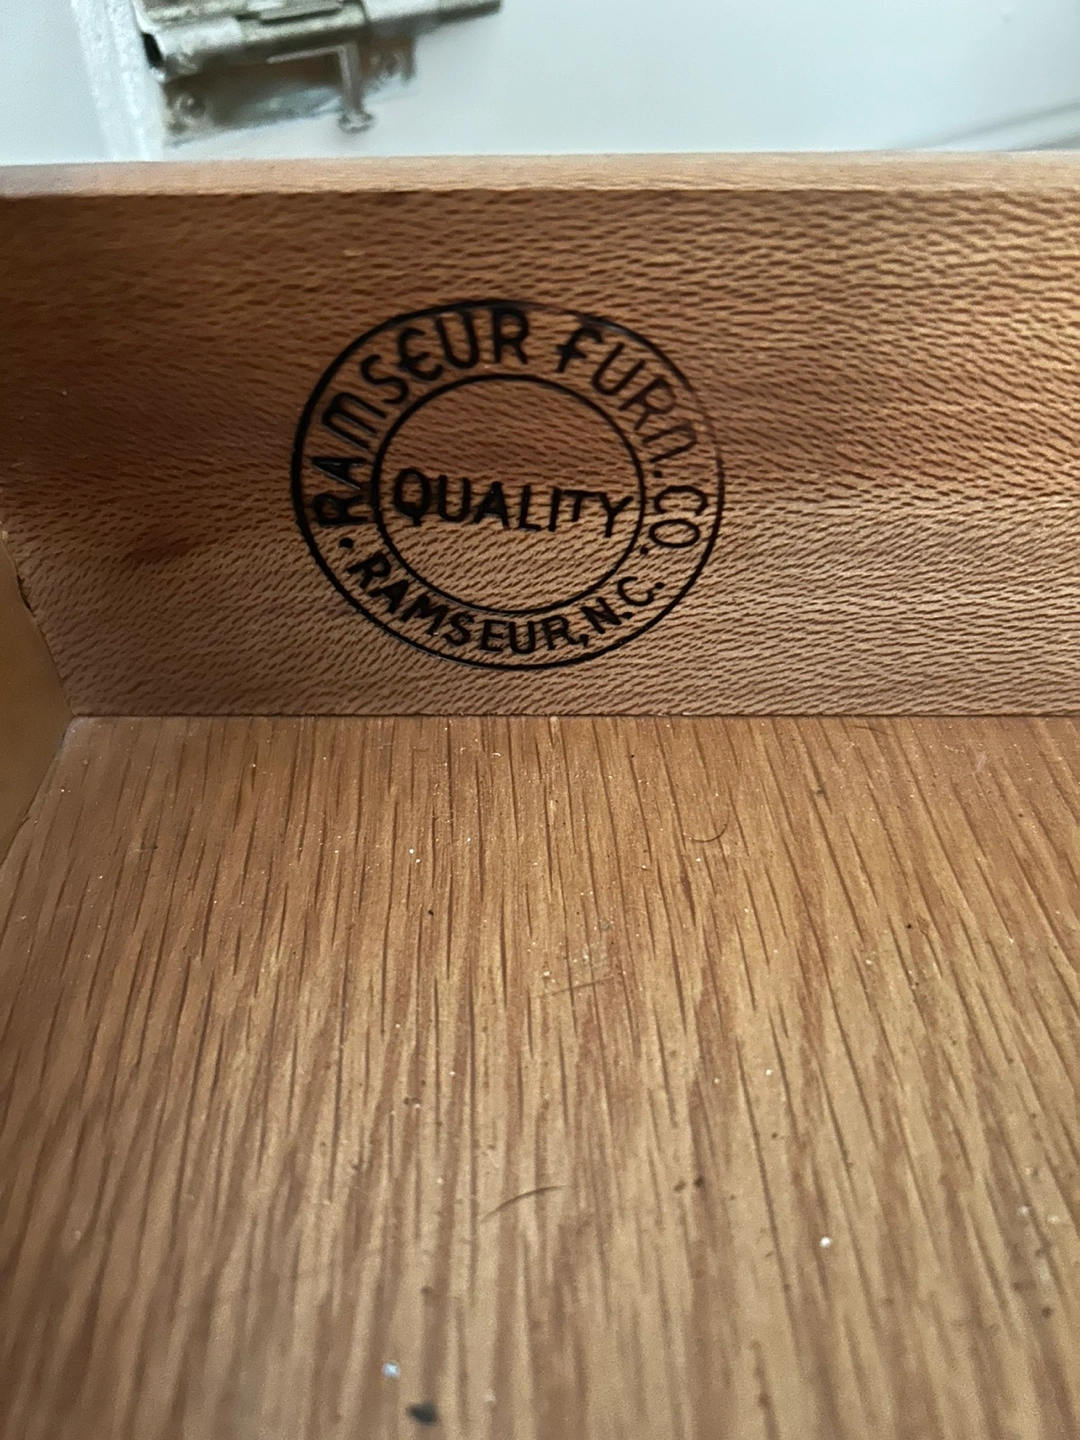 RAMSEUR FURN. CO.
QUALITY
· RAMSEUR, N.C.